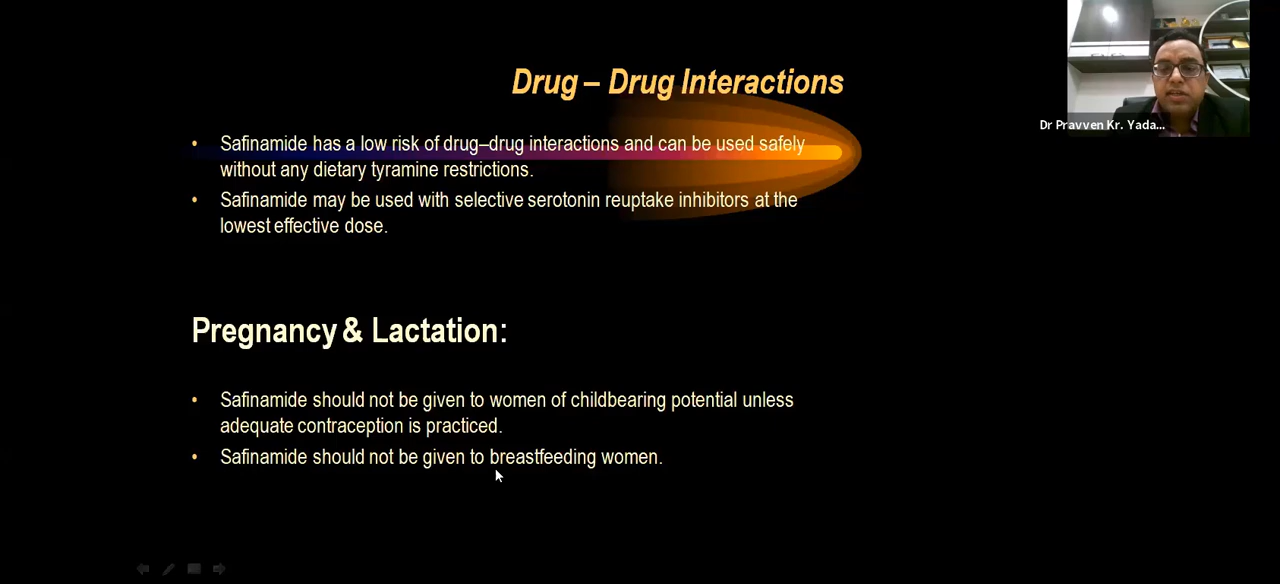 Drug – Drug Interactions
Dr Pravven Kr. Yada...
• Safinamide has a low risk of drug–drug interactions and can be used safely
without any dietary tyramine restrictions.
• Safinamide may be used with selective serotonin reuptake inhibitors at the
lowest effective dose.
Pregnancy & Lactation:
• Safinamide should not be given to women of childbearing potential unless
adequate contraception is practiced.
• Safinamide should not be given to breastfeeding women.